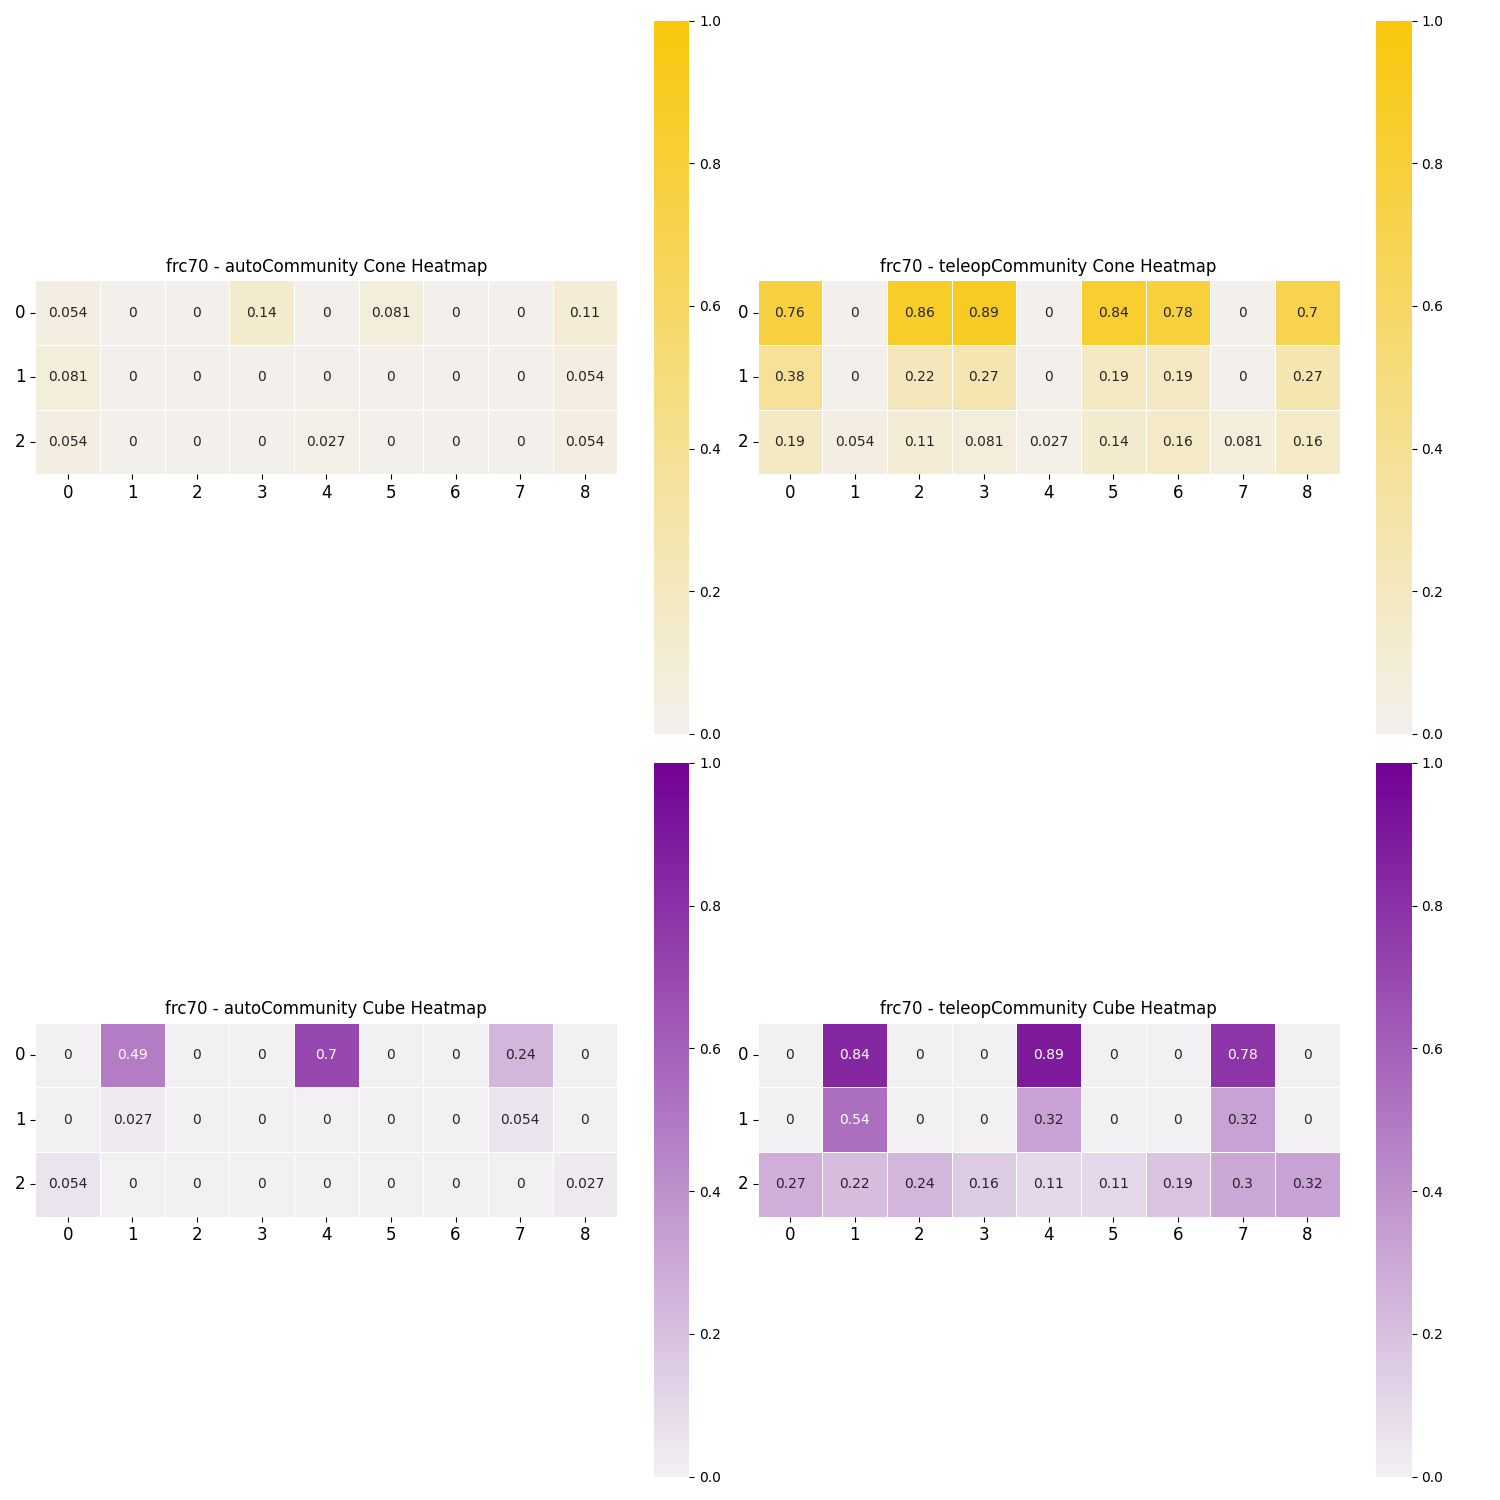 frc70 - autoCommunity Cone Heatmap
0 0.054 0 0 0.14 0 0.081 0 0 0.11
1 0.081 0 0 0 0 0 0 0 0.054
2 0.054 0 0 0 0.027 0 0 0 0.054
0 1 2 3 4 5 6 7 8
1.0
0.8
0.6
0.4
0.2
0.0
frc70 - teleopCommunity Cone Heatmap
0 0.76 0 0.86 0.89 0 0.84 0.78 0 0.7
1 0.38 0 0.22 0.27 0 0.19 0.19 0 0.27
2 0.19 0.054 0.11 0.081 0.027 0.14 0.16 0.081 0.16
0 1 2 3 4 5 6 7 8
1.0
0.8
0.6
0.4
0.2
0.0
frc70 - autoCommunity Cube Heatmap
0 0 0.49 0 0 0.7 0 0 0.24 0
1 0 0.027 0 0 0 0 0 0.054 0
2 0.054 0 0 0 0 0 0 0 0.027
0 1 2 3 4 5 6 7 8
1.0
0.8
0.6
0.4
0.2
0.0
frc70 - teleopCommunity Cube Heatmap
0 0 0.84 0 0 0.89 0 0 0.78 0
1 0 0.54 0 0 0.32 0 0 0.32 0
2 0.27 0.22 0.24 0.16 0.11 0.11 0.19 0.3 0.32
0 1 2 3 4 5 6 7 8
1.0
0.8
0.6
0.4
0.2
0.0